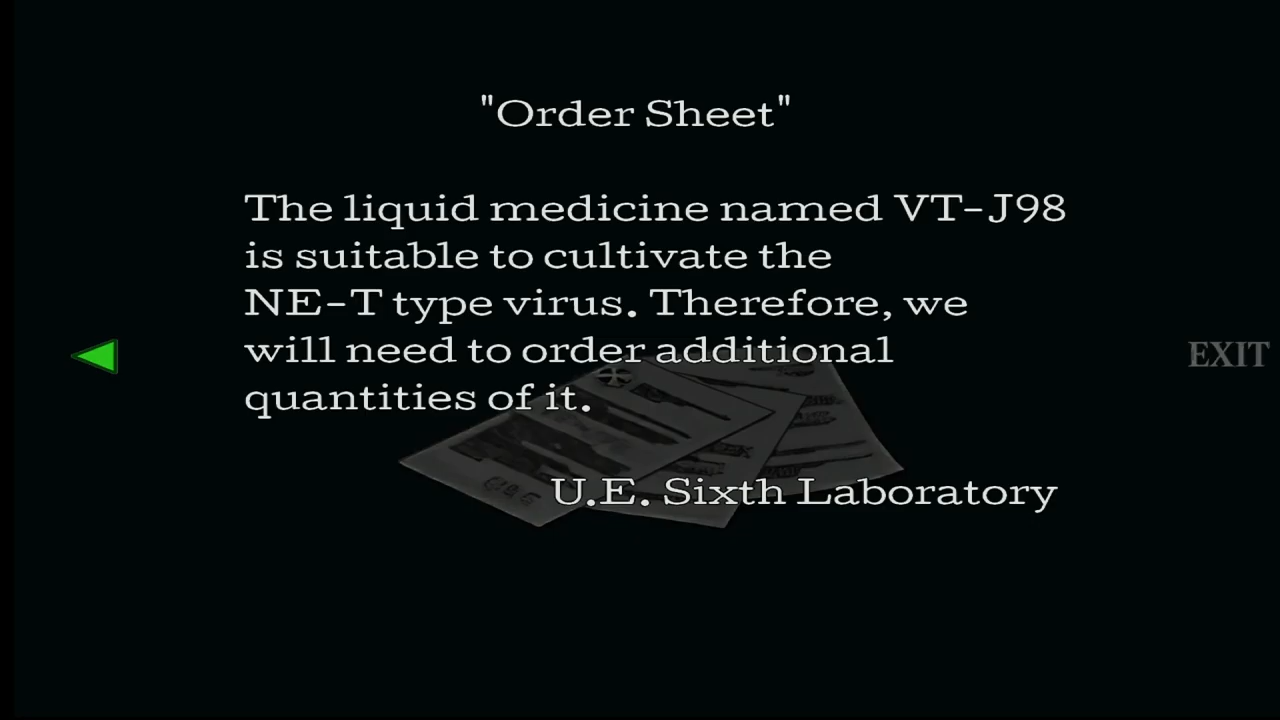 "Order Sheet"
The liquid medicine named VT-J98
is suitable to cultivate the
NE-T type virus. Therefore, we
will need to order additional
EXIT
quantities of it.
U.E. Sixth Laboratory